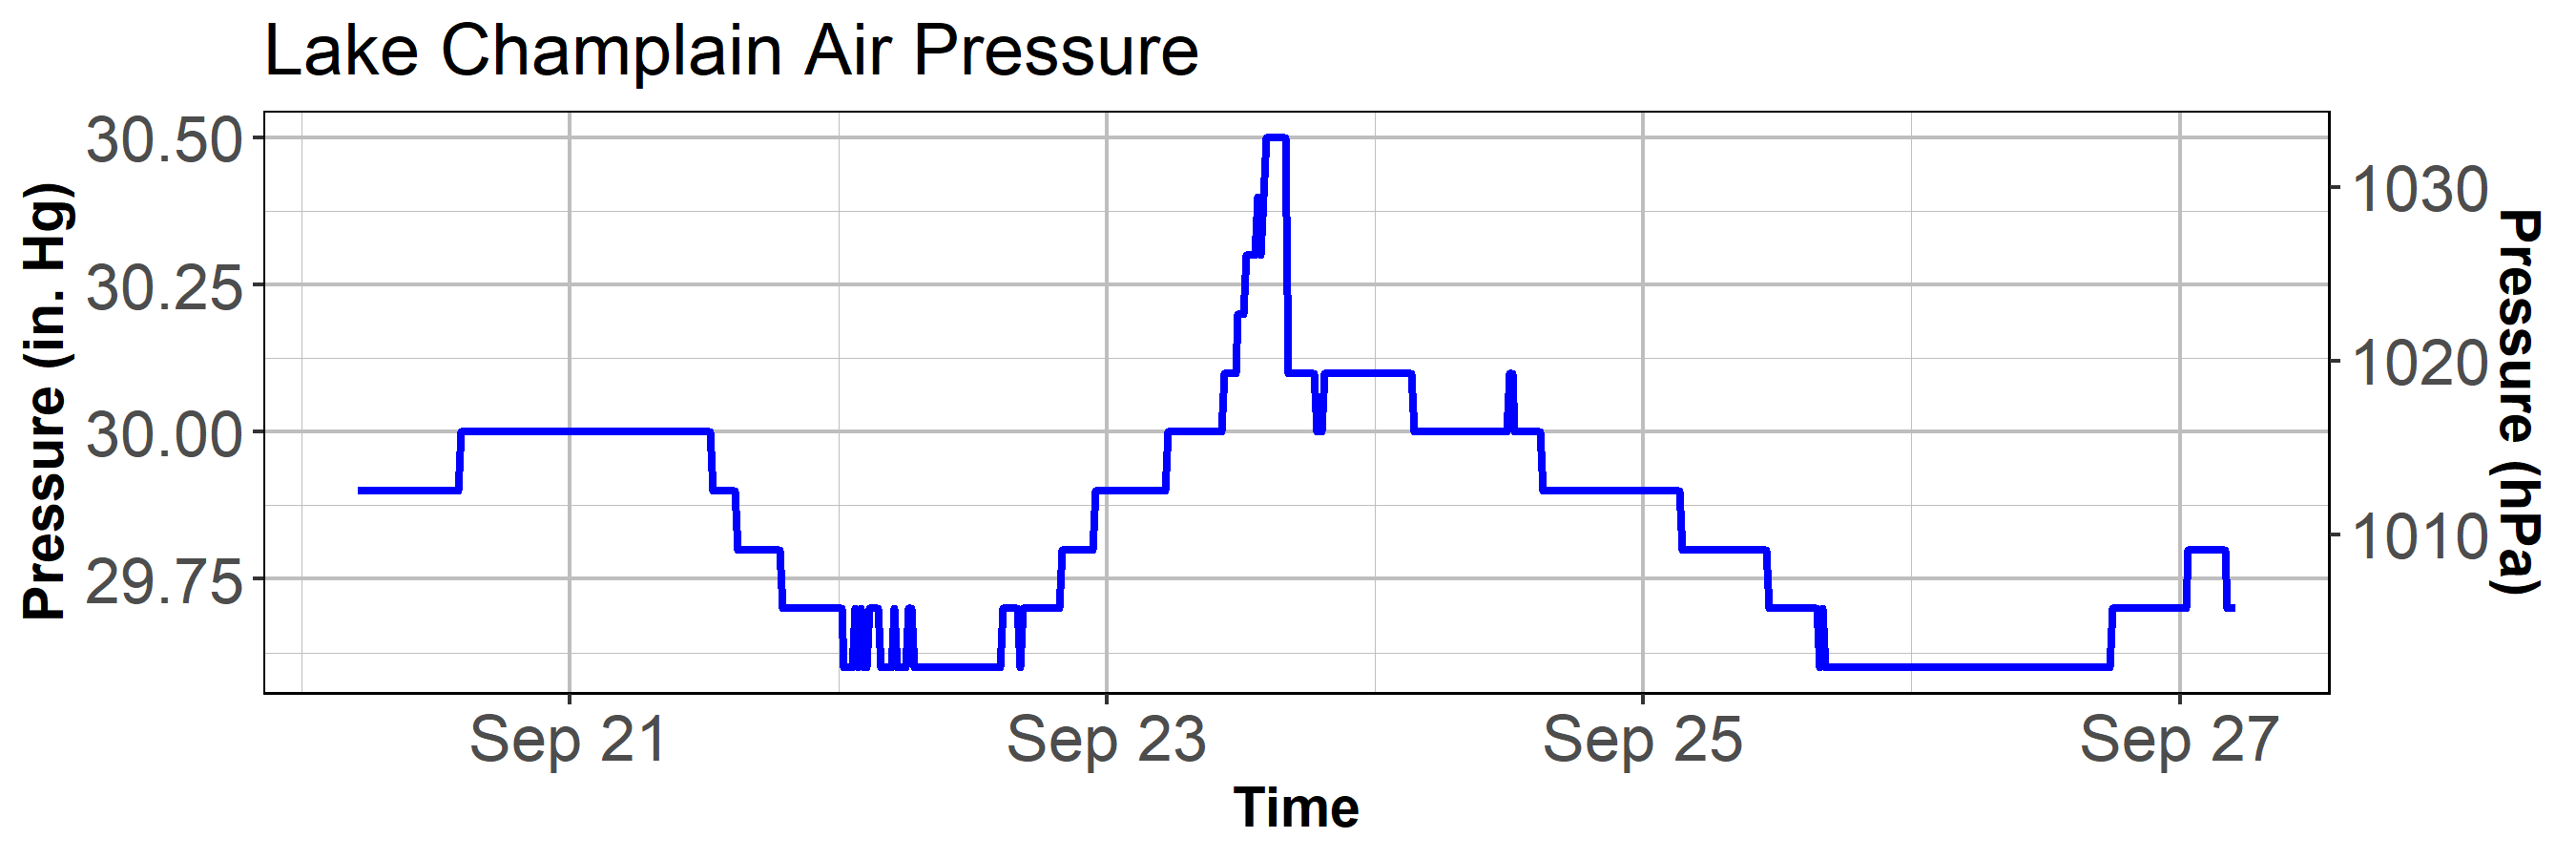 Lake Champlain Air Pressure
Pressure (in. Hg)
30.50
30.25
30.00
29.75
1030
1020
1010
Pressure (hPa)
Sep 21
Sep 23
Sep 25
Sep 27
Time